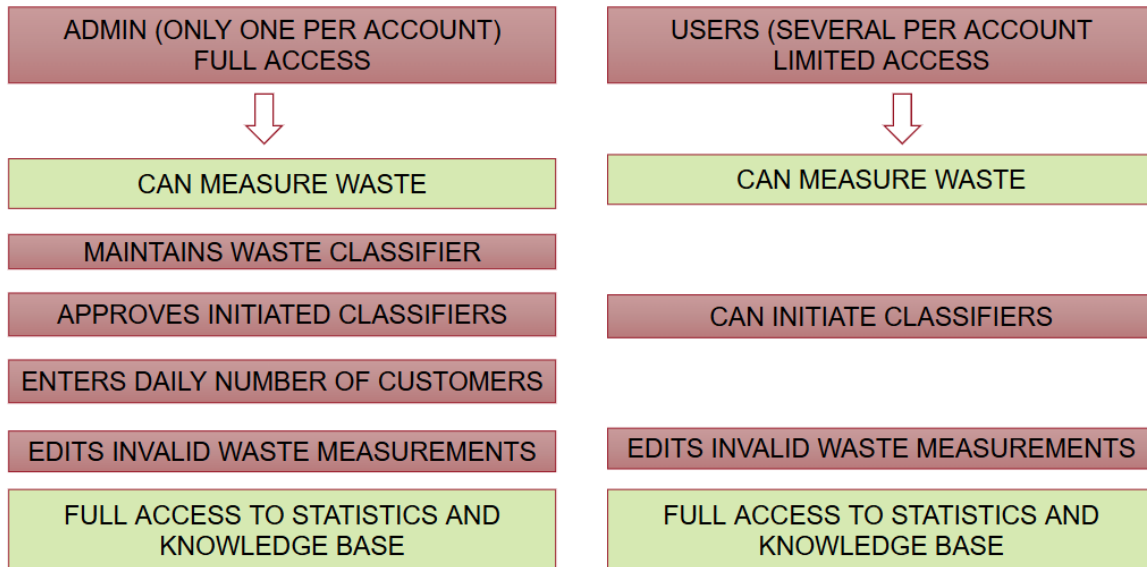 ADMIN (ONLY ONE PER ACCOUNT)
FULL ACCESS
CAN MEASURE WASTE
MAINTAINS WASTE CLASSIFIER
APPROVES INITIATED CLASSIFIERS
ENTERS DAILY NUMBER OF CUSTOMERS
EDITS INVALID WASTE MEASUREMENTS
FULL ACCESS TO STATISTICS AND
KNOWLEDGE BASE
USERS (SEVERAL PER ACCOUNT
LIMITED ACCESS
CAN MEASURE WASTE
CAN INITIATE CLASSIFIERS
EDITS INVALID WASTE MEASUREMENTS
FULL ACCESS TO STATISTICS AND
KNOWLEDGE BASE